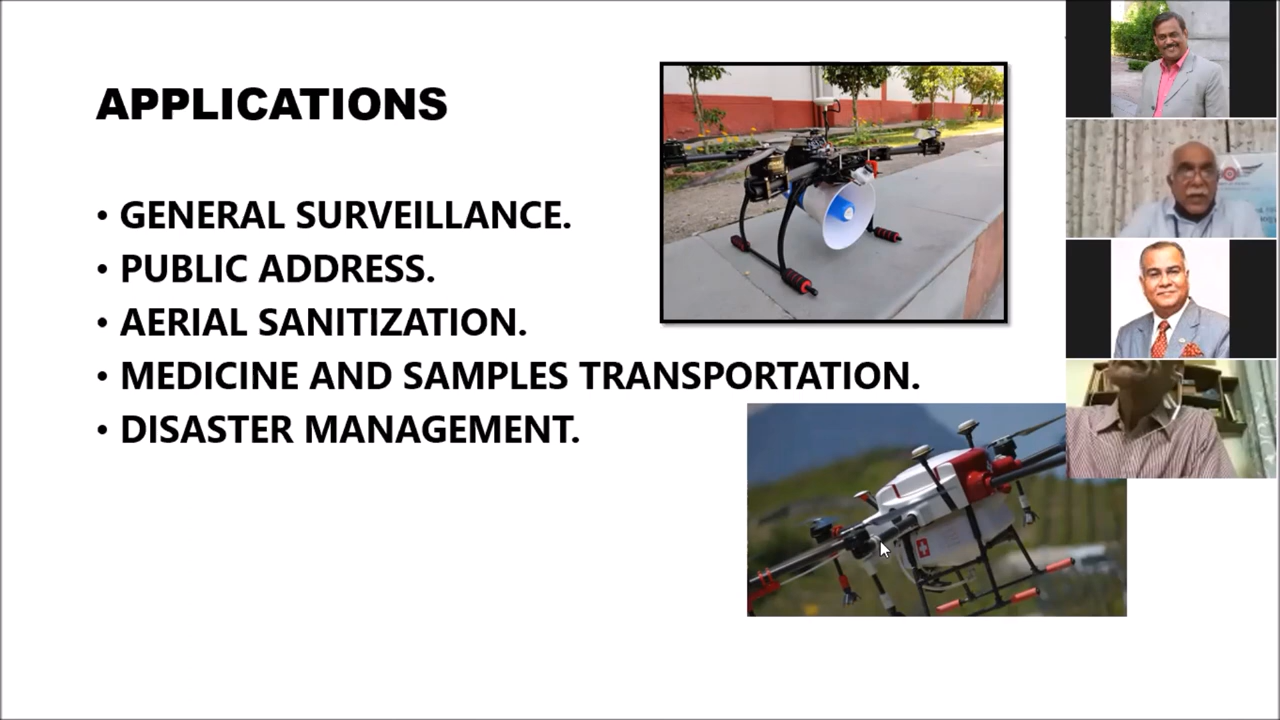 APPLICATIONS
• GENERAL SURVEILLANCE.
• PUBLIC ADDRESS.
• AERIAL SANITIZATION.
• MEDICINE AND SAMPLES TRANSPORTATION.
• DISASTER MANAGEMENT.